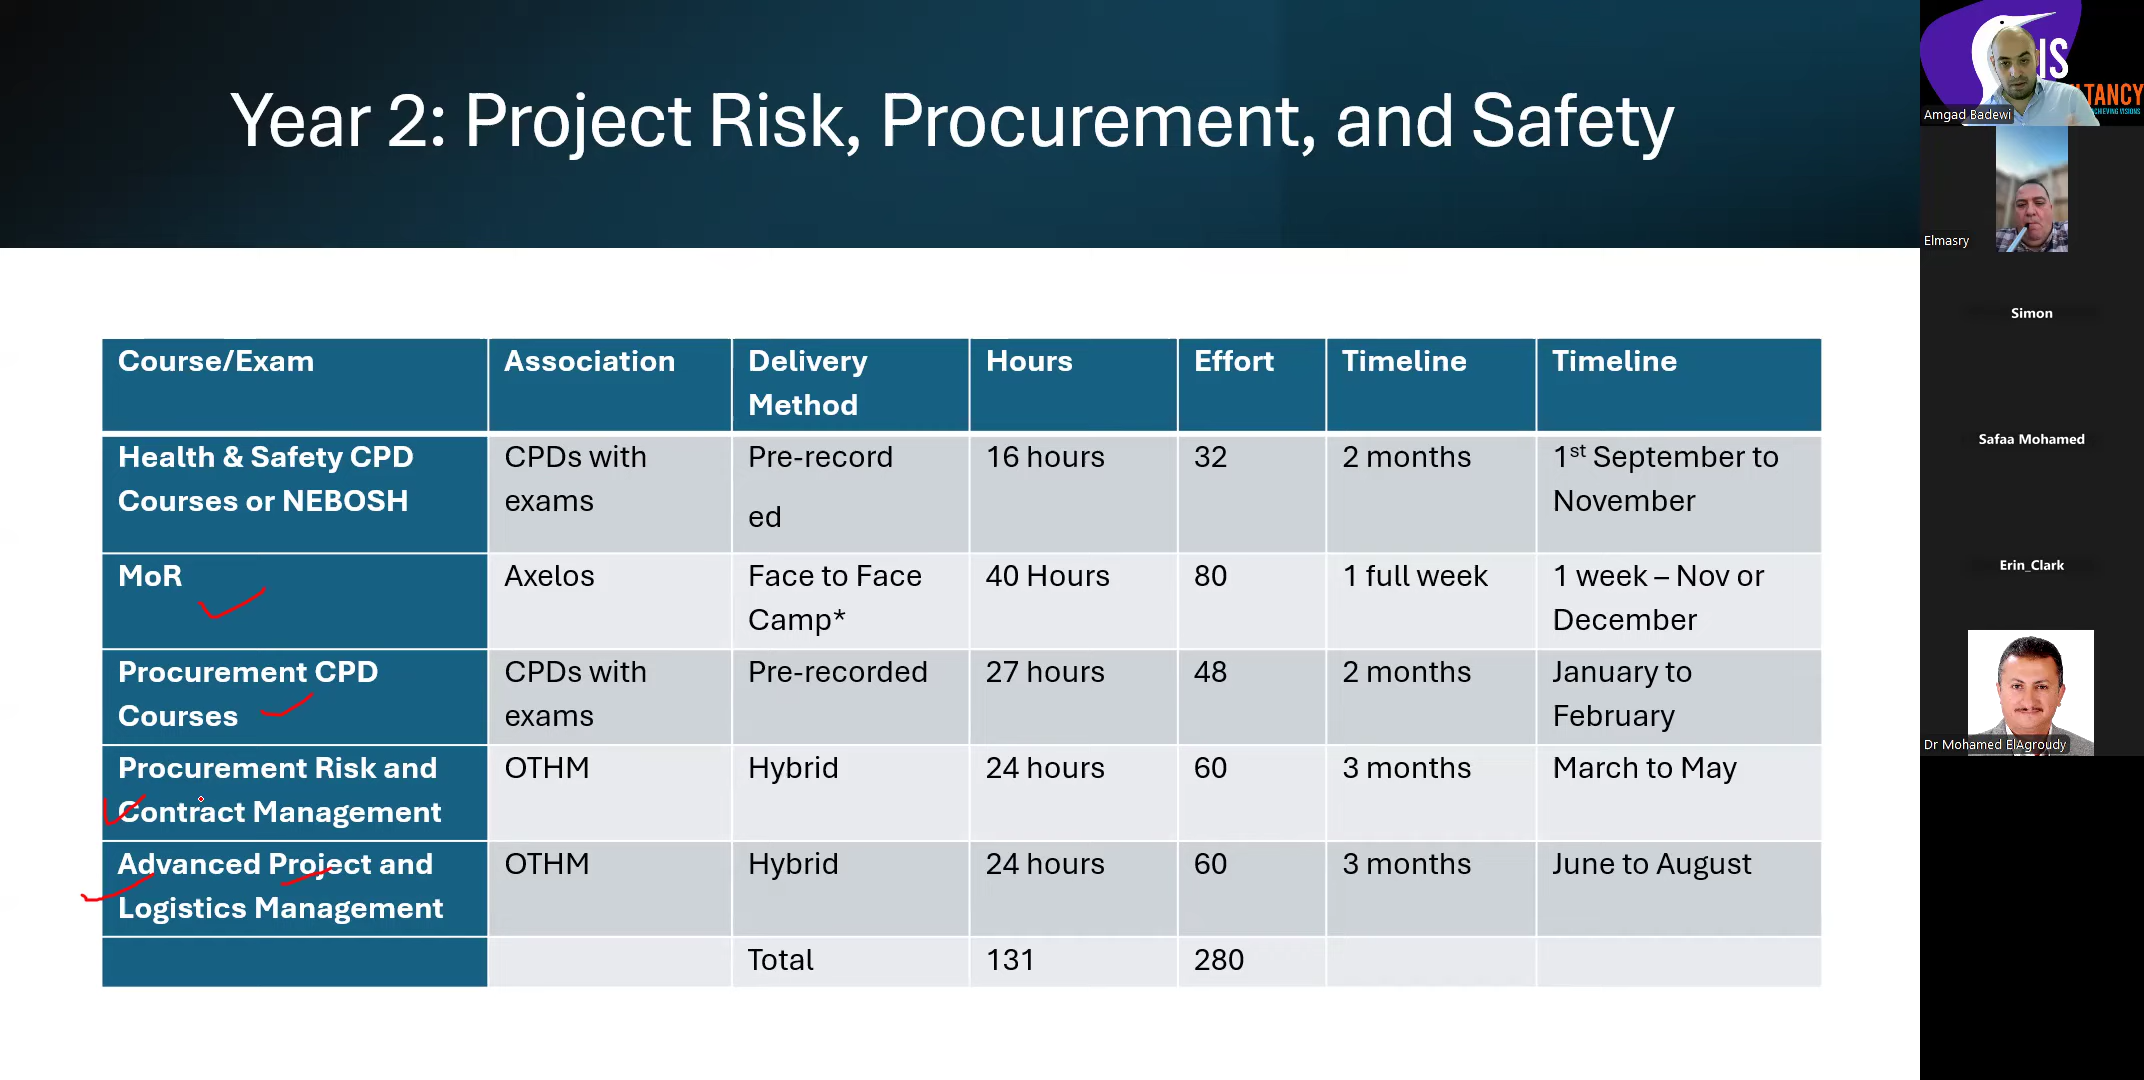 Year 2: Project Risk, Procurement, and Safety
Course/Exam
Association
Delivery
Method
Hours
Effort
Timeline
Timeline
Health & Safety CPD
Courses or NEBOSH
CPDs with
exams
Pre-record
ed
16 hours
32
2 months
1st September to
November
MoR
Axelos
Face to Face
Camp*
40 Hours
80
1 full week
1 week – Nov or
December
Procurement CPD
Courses
CPDs with
exams
Pre-recorded
27 hours
48
2 months
January to
February
Procurement Risk and
Contract Management
OTHM
Hybrid
24 hours
60
3 months
March to May
Advanced Project and
Logistics Management
OTHM
Hybrid
24 hours
60
3 months
June to August
Total
131
280
IS
LTANCY
CHIEVING VISIONS
Amgad Badewi
Elmasry
Simon
Safaa Mohamed
Erin_Clark
Dr Mohamed ElAgroudy